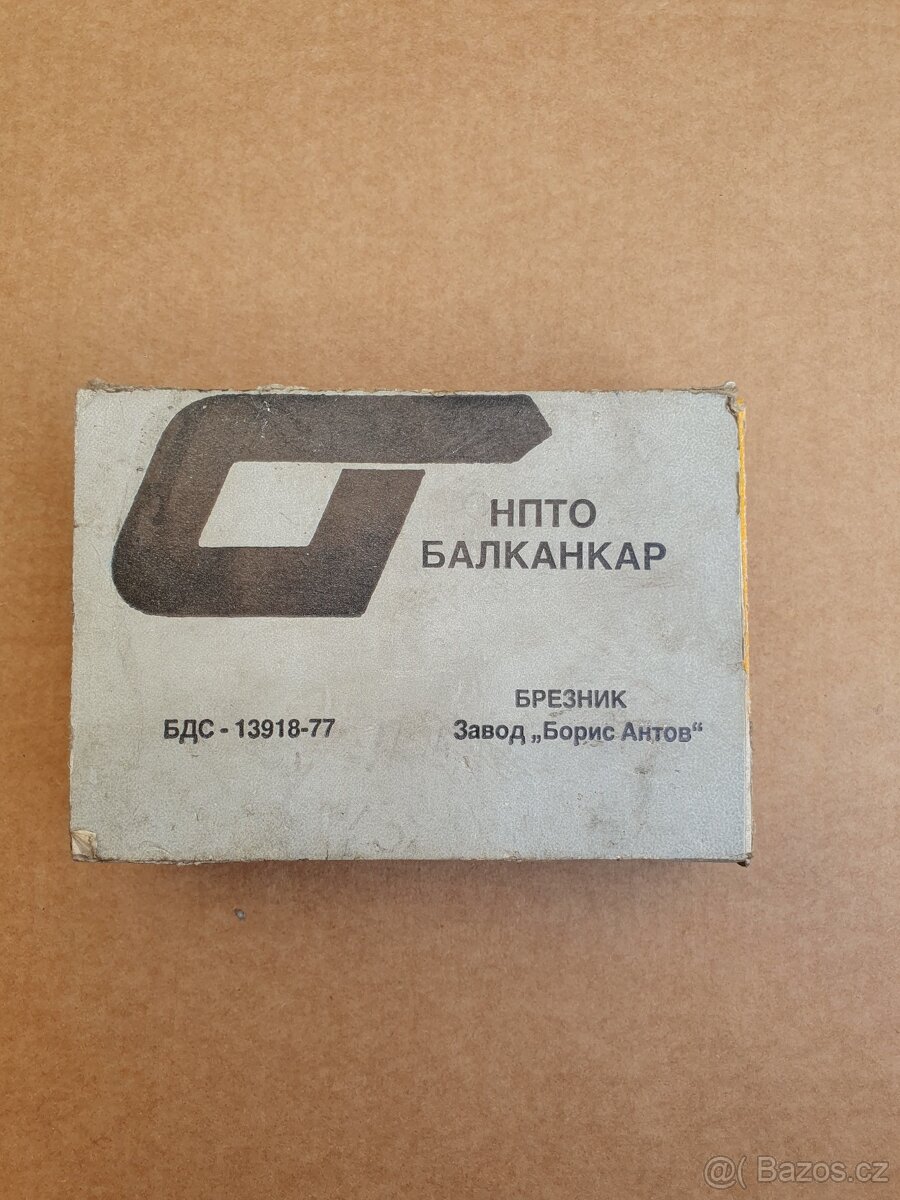 НПТО
БАЛКАНКАР
БРЕЗНИК
БДС - 13918-77
Завод „Борис Антов“
@( Bazos.cz